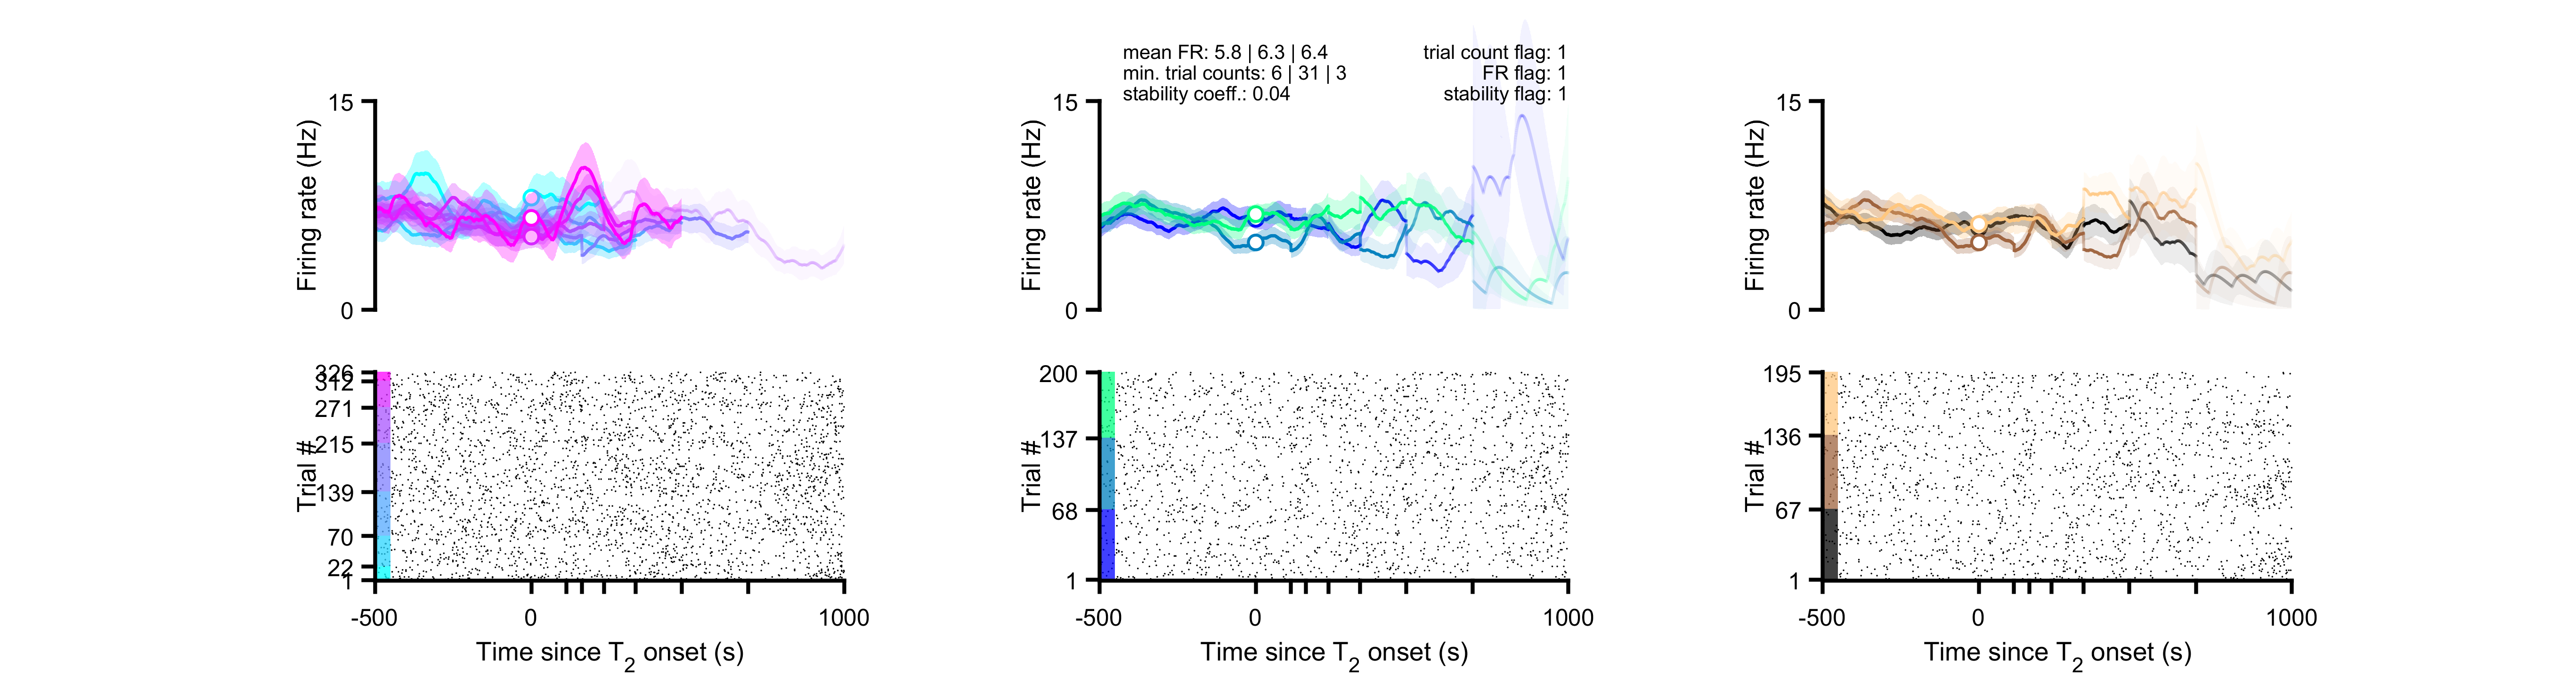 mean FR: 5.8 | 6.3 | 6.4
min. trial counts: 6 | 31 | 3
stability coeff.: 0.04
trial count flag: 1
FR flag: 1
stability flag: 1
15
Firing rate (Hz)
0
15
Firing rate (Hz)
0
15
Firing rate (Hz)
0
326
312
271
215
139
70
22
1
Trial #
-500
0
1000
Time since T2 onset (s)
200
137
68
1
Trial #
-500
0
1000
Time since T2 onset (s)
195
136
67
1
Trial #
-500
0
1000
Time since T2 onset (s)